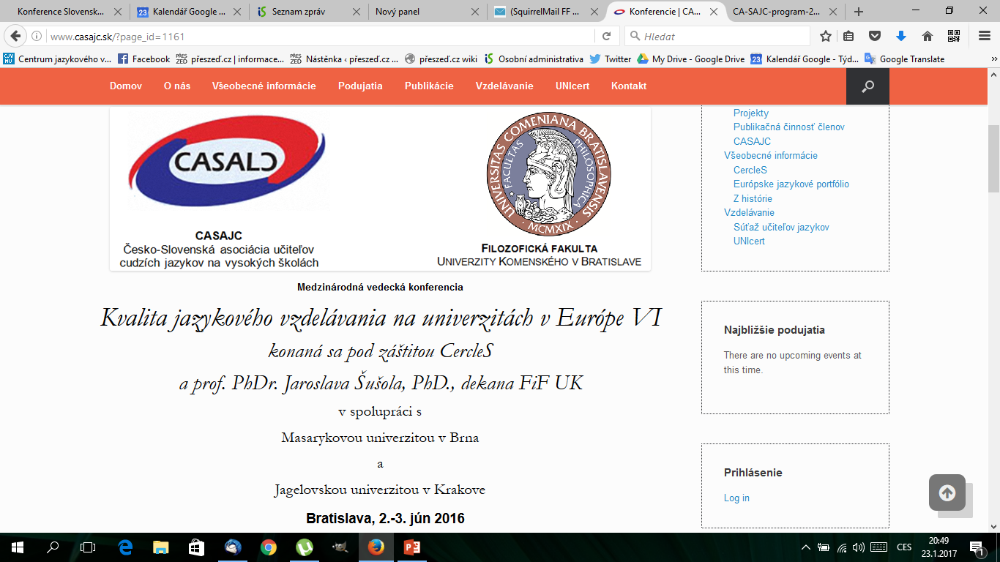 Konference Slovensk...
Kalendář Google ...
Seznam zpráv
Nový panel
(SquirrelMail FF ...
Konferencie | CA...
CA-SAJC-program-2...
www.casajc.sk/?page_id=1161
Hledat
Centrum jazykového v...
Facebook
přeszeď.cz | informace...
Nástěnka ‹ přeszeď.cz ...
přeszeď.cz wiki
Osobní administrativa
Twitter
My Drive - Google Drive
Kalendář Google - Týd...
Google Translate
Domov
O nás
Všeobecné informácie
Podujatia
Publikácie
Vzdelávanie
UNIcert
Kontakt
CASALC
UNIVERSITAS COMENIANA BRATISLAVENSIS
FACULTAS PHILOSOPHICA
MCMXIX
CASAJC
Česko-Slovenská asociácia učiteľov
cudzích jazykov na vysokých školách
FILOZOFICKÁ FAKULTA
UNIVERZITY KOMENSKÉHO V BRATISLAVE
Medzinárodná vedecká konferencia
Kvalita jazykového vzdelávania na univerzitách v Európe VI
konaná sa pod záštitou CercleS
a prof. PhDr. Jaroslava Šušola, PhD., dekana FiF UK
v spolupráci s
Masarykovou univerzitou v Brna
a
Jagelovskou univerzitou v Krakove
Bratislava, 2.-3. jún 2016
Projekty
Publikačná činnosť členov
CASAJC
Všeobecné informácie
CercleS
Európske jazykové portfólio
Z histórie
Vzdelávanie
Súťaž učiteľov jazykov
UNIcert
Najbližšie podujatia
There are no upcoming events at
this time.
Prihlásenie
Log in
CES
20:49
23.1.2017
1